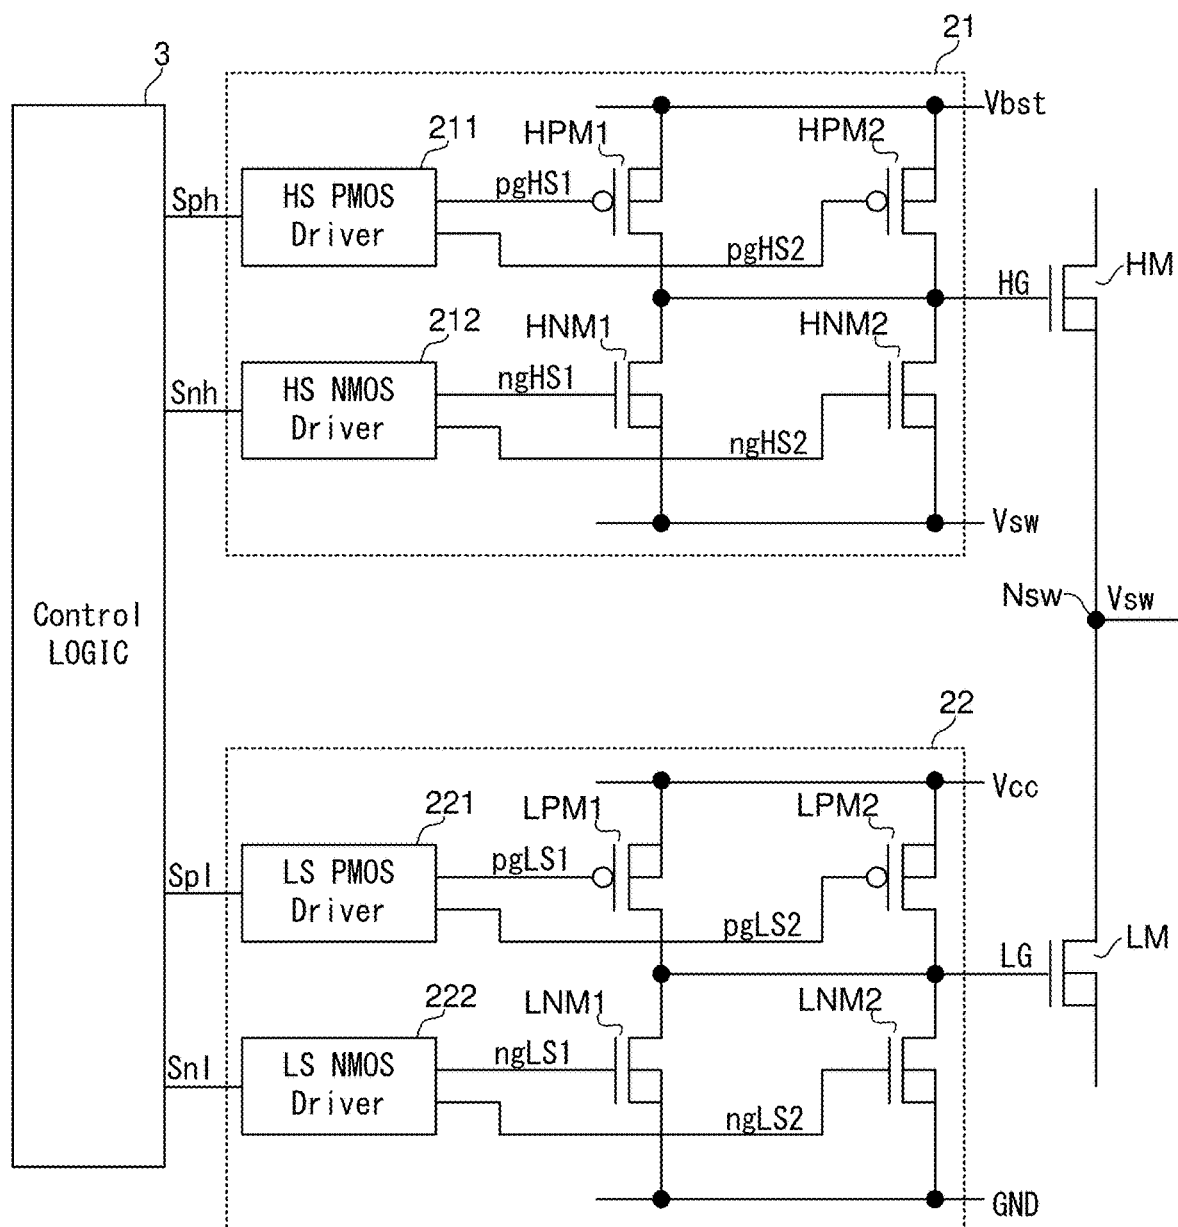 3
21
Vbst
211
HPM1
HPM2
Sph
HS PMOS
Driver
pgHS1
pgHS2
HG
HM
212
HNM1
HNM2
Snh
HS NMOS
Driver
ngHS1
ngHS2
Vsw
Control
LOGIC
Nsw
Vsw
22
Vcc
221
LPM1
LPM2
Spl
LS PMOS
Driver
pgLS1
pgLS2
LG
LM
222
LNM1
LNM2
Snl
LS NMOS
Driver
ngLS1
ngLS2
GND